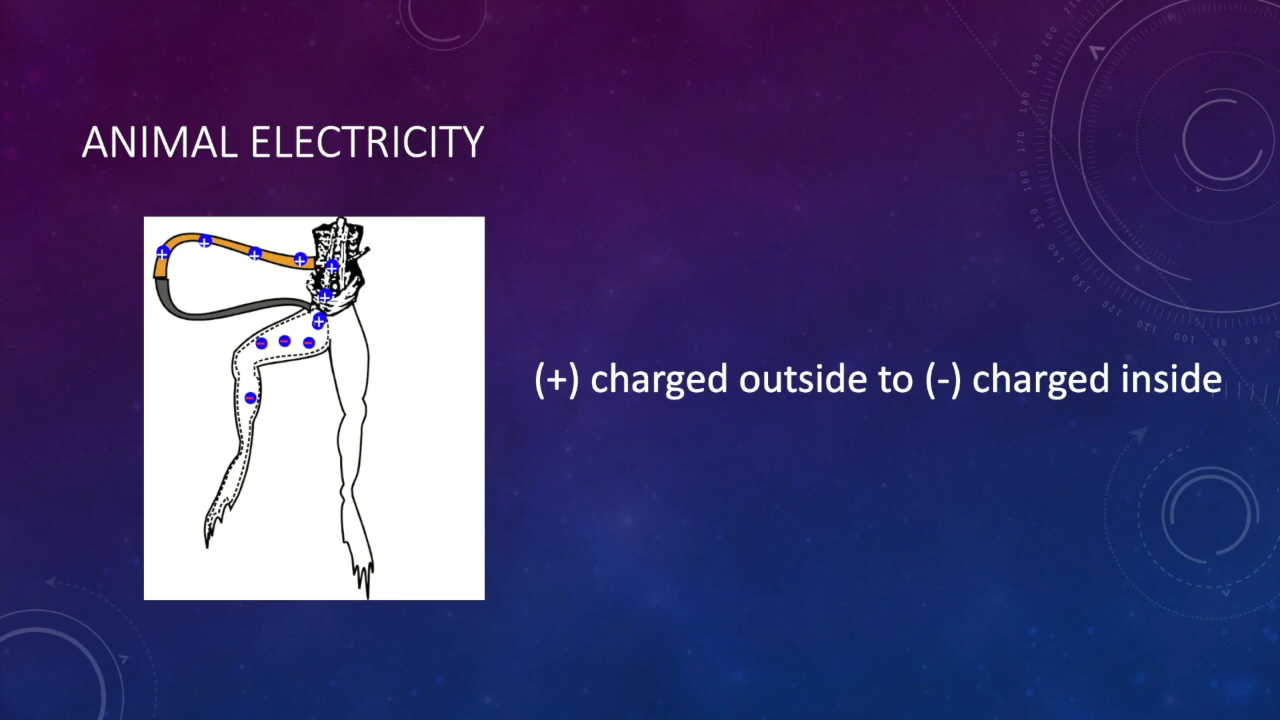 ANIMAL ELECTRICITY
(+) charged outside to (-) charged inside